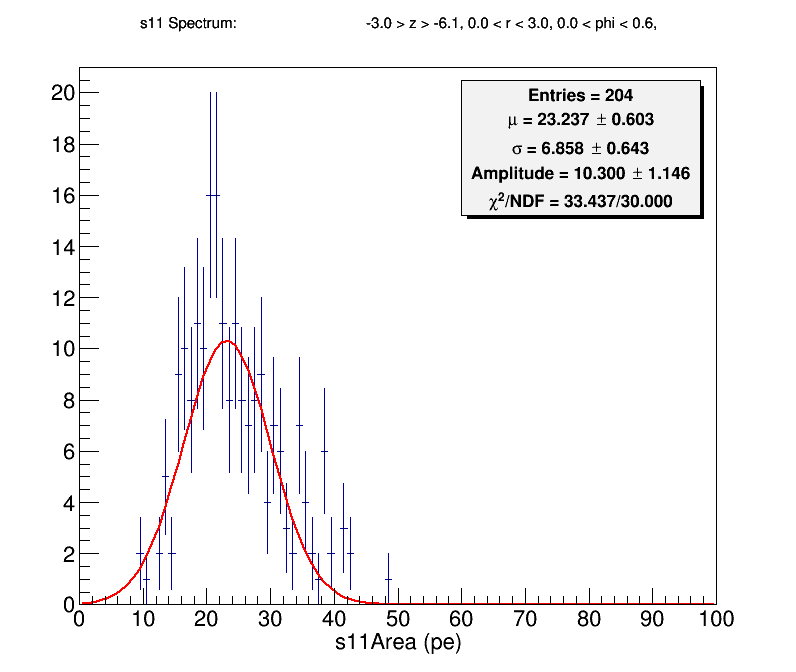 s11 Spectrum: -3.0 > z > -6.1, 0.0 < r < 3.0, 0.0 < phi < 0.6,
Entries = 204
μ = 23.237 ± 0.603
σ = 6.858 ± 0.643
Amplitude = 10.300 ± 1.146
χ²/NDF = 33.437/30.000
20
18
16
14
12
10
8
6
4
2
0
0 10 20 30 40 50 60 70 80 90 100
s11Area (pe)